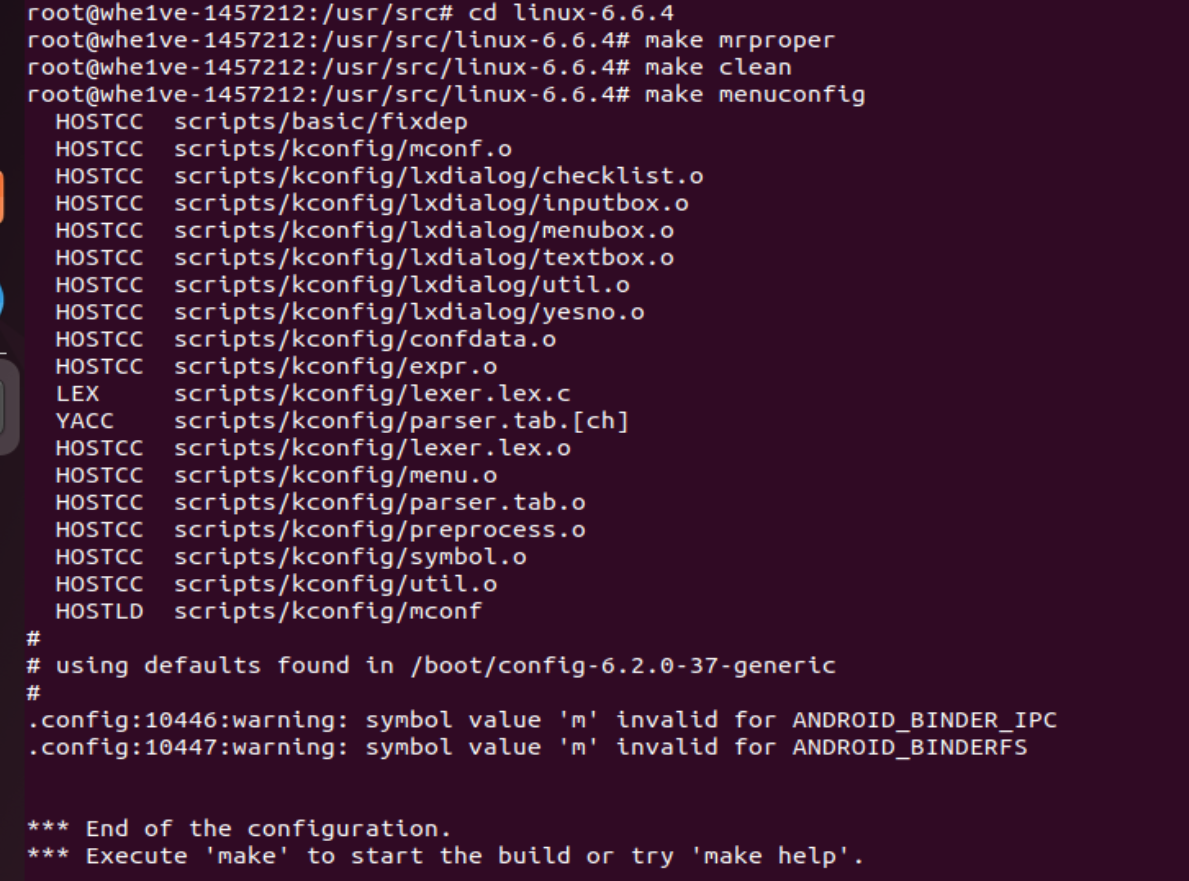 root@whe1ve-1457212:/usr/src# cd linux-6.6.4
root@whe1ve-1457212:/usr/src/linux-6.6.4# make mrproper
root@whe1ve-1457212:/usr/src/linux-6.6.4# make clean
root@whe1ve-1457212:/usr/src/linux-6.6.4# make menuconfig
  HOSTCC  scripts/basic/fixdep
  HOSTCC  scripts/kconfig/mconf.o
  HOSTCC  scripts/kconfig/lxdialog/checklist.o
  HOSTCC  scripts/kconfig/lxdialog/inputbox.o
  HOSTCC  scripts/kconfig/lxdialog/menubox.o
  HOSTCC  scripts/kconfig/lxdialog/textbox.o
  HOSTCC  scripts/kconfig/lxdialog/util.o
  HOSTCC  scripts/kconfig/lxdialog/yesno.o
  HOSTCC  scripts/kconfig/confdata.o
  HOSTCC  scripts/kconfig/expr.o
  LEX     scripts/kconfig/lexer.lex.c
  YACC    scripts/kconfig/parser.tab.[ch]
  HOSTCC  scripts/kconfig/lexer.lex.o
  HOSTCC  scripts/kconfig/menu.o
  HOSTCC  scripts/kconfig/parser.tab.o
  HOSTCC  scripts/kconfig/preprocess.o
  HOSTCC  scripts/kconfig/symbol.o
  HOSTCC  scripts/kconfig/util.o
  HOSTLD  scripts/kconfig/mconf
#
# using defaults found in /boot/config-6.2.0-37-generic
#
.config:10446:warning: symbol value 'm' invalid for ANDROID_BINDER_IPC
.config:10447:warning: symbol value 'm' invalid for ANDROID_BINDERFS
*** End of the configuration.
*** Execute 'make' to start the build or try 'make help'.